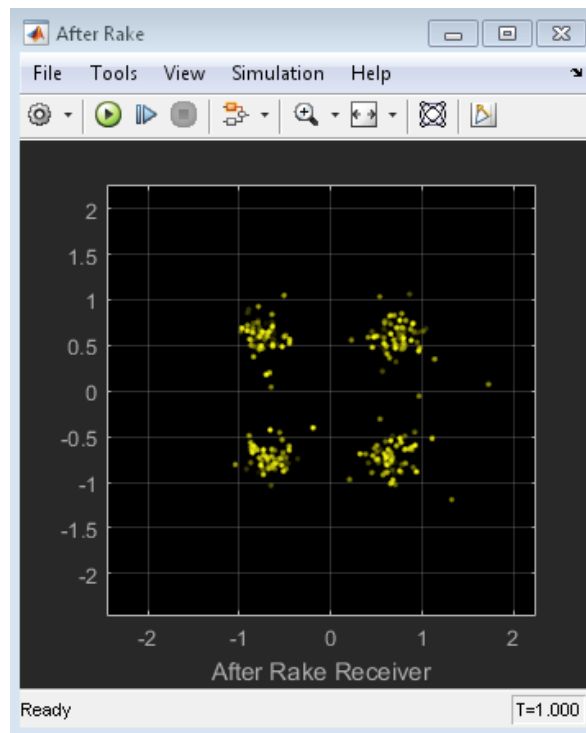 After Rake
File Tools View Simulation Help
2
1.5
1
0.5
0
-0.5
-1
-1.5
-2
-2 -1 0 1 2
After Rake Receiver
Ready T=1.000